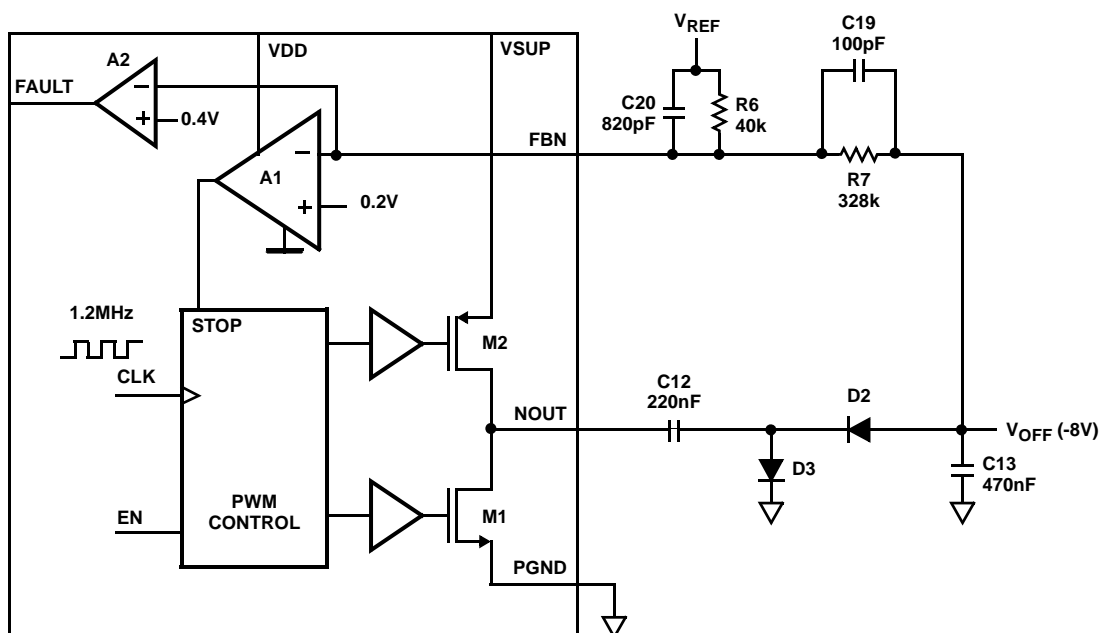 VREF
C19
100pF
A2
VDD
VSUP
FAULT
−
+
0.4V
C20
820pF
R6
40k
FBN
−
A1
+
0.2V
R7
328k
1.2MHz
STOP
M2
CLK
C12
220nF
D2
NOUT
VOFF (-8V)
D3
C13
470nF
EN
PWM
CONTROL
M1
PGND